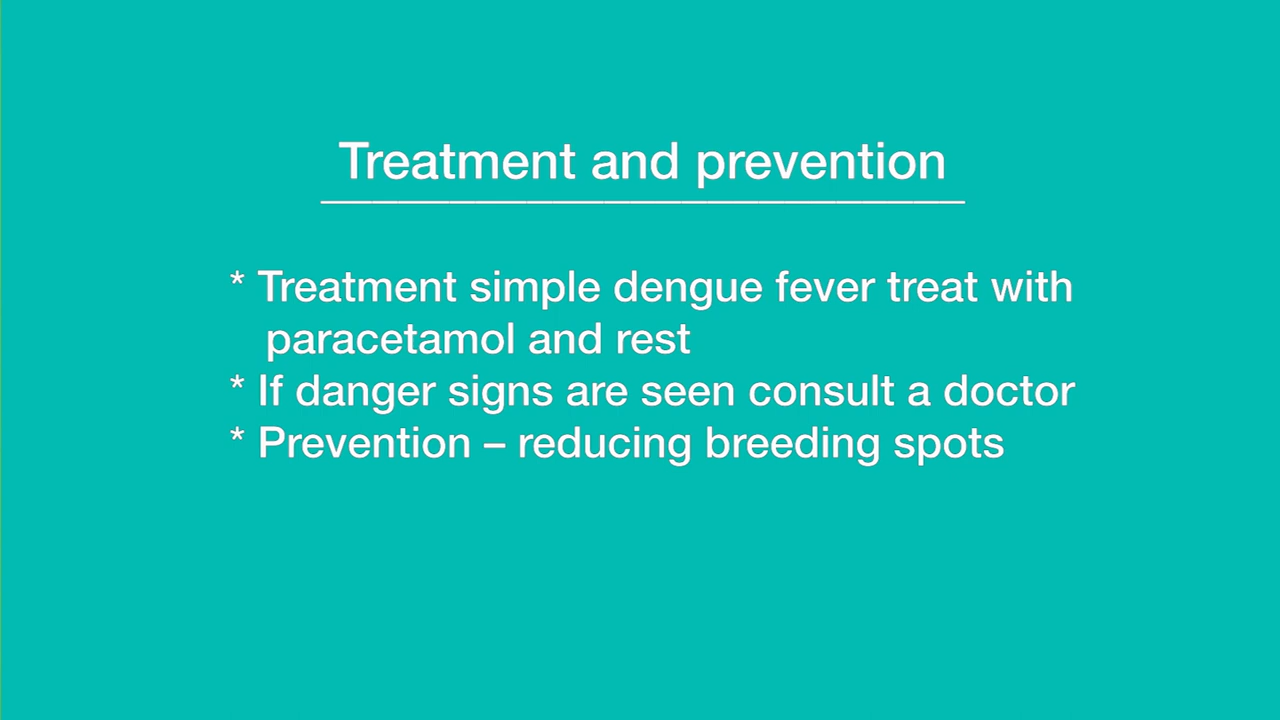 Treatment and prevention
* Treatment simple dengue fever treat with
paracetamol and rest
* If danger signs are seen consult a doctor
* Prevention – reducing breeding spots